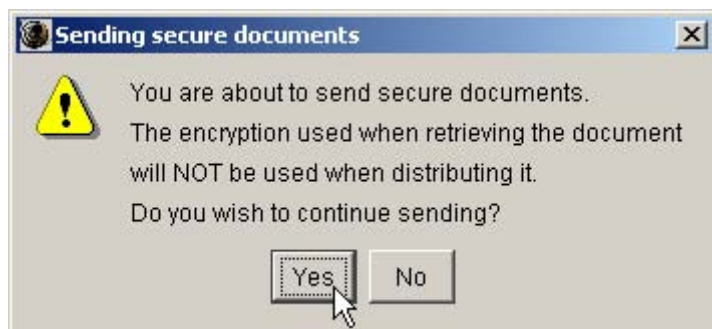 Sending secure documents
You are about to send secure documents.
The encryption used when retrieving the document
will NOT be used when distributing it.
Do you wish to continue sending?
Yes
No